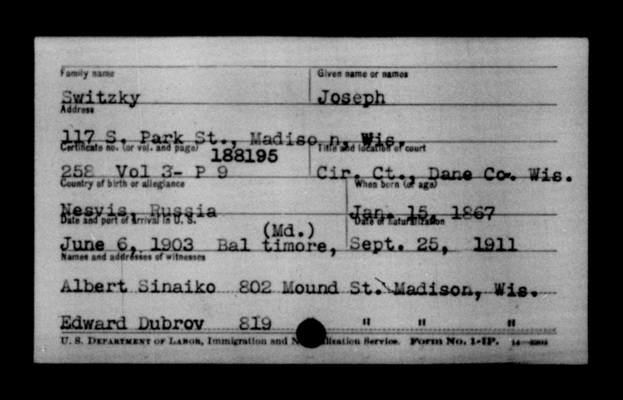 Family name Given name or names
Switzky Joseph
Address
117 S. Park St., Madison, Wis.
Certificate no. (or vol. and page) Title and location of court
188195
258 Vol 3- P 9 Cir. Ct., Dane Co. Wis.
Country of birth or allegiance When born (or age)
Nesvis, Russia Jan. 15, 1867
Date and port of arrival in U. S. Date of naturalization
(Md.)
June 6, 1903 Bal timore, Sept. 25, 1911
Names and addresses of witnesses
Albert Sinaiko 802 Mound St. Madison, Wis.
Edward Dubrov 819 " " "
U. S. Department of Labor, Immigration and Naturalization Service. Form No. 1-IP.